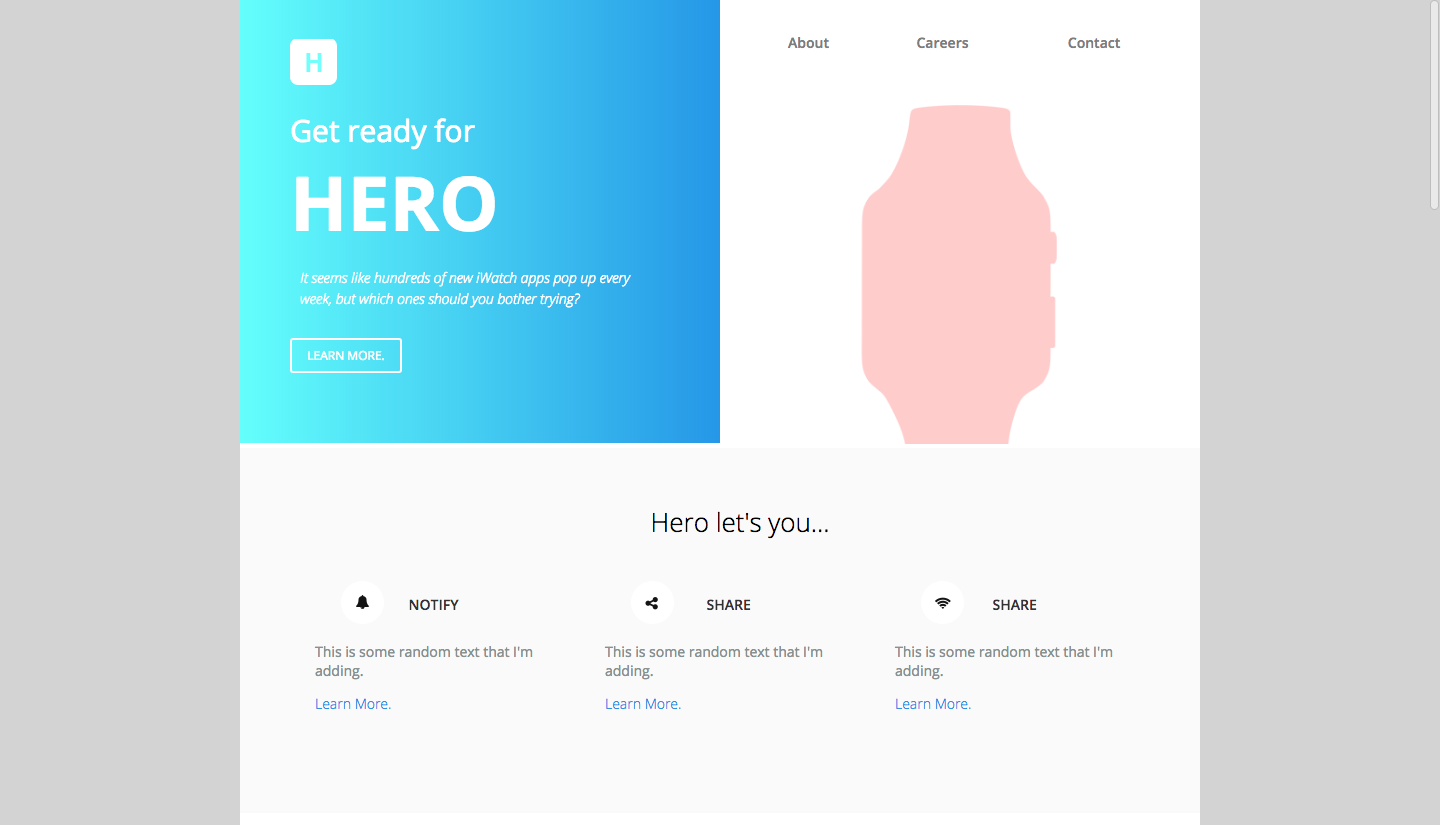 H
About
Careers
Contact
Get ready for
HERO
It seems like hundreds of new iWatch apps pop up every
week, but which ones should you bother trying?
LEARN MORE.
Hero let's you...
NOTIFY
This is some random text that I'm
adding.
Learn More.
SHARE
This is some random text that I'm
adding.
Learn More.
SHARE
This is some random text that I'm
adding.
Learn More.